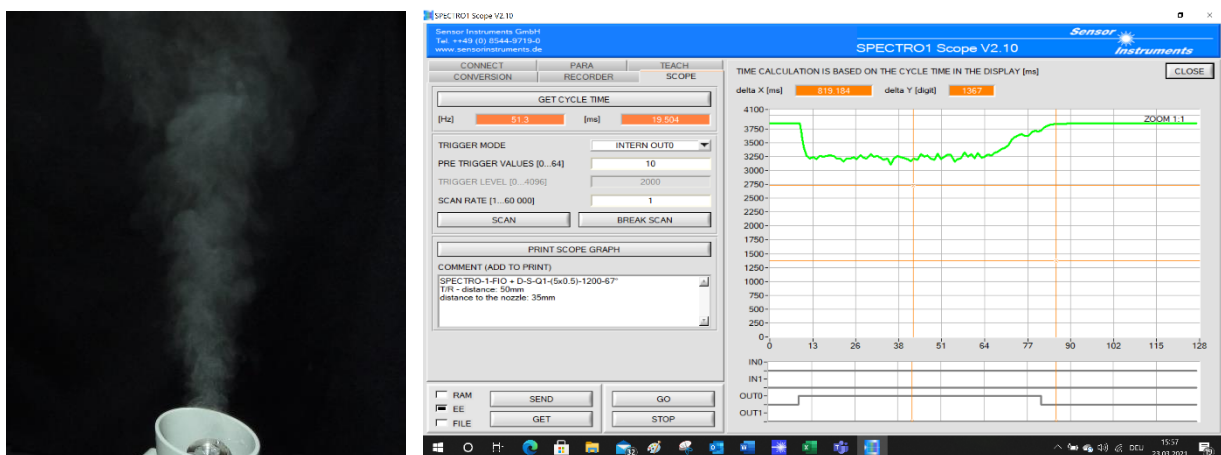 SPECTRO1 Scope V2.10
Sensor Instruments GmbH
Tel. ++49 (0) 8544-9719-0
www.sensorinstruments.de
SPECTRO1 Scope V2.10
Sensor
Instruments
CONNECT PARA TEACH
CONVERSION RECORDER SCOPE
GET CYCLE TIME
[Hz] 51.3 [ms] 19.504
TRIGGER MODE INTERN OUT0
PRE TRIGGER VALUES [0...64] 10
TRIGGER LEVEL [0...4096] 2000
SCAN RATE [1...60 000] 1
SCAN BREAK SCAN
PRINT SCOPE GRAPH
COMMENT (ADD TO PRINT)
SPECTRO-1-FIO + D-S-Q1-(5x0.5)-1200-67°
T/R - distance: 50mm
distance to the nozzle: 35mm
RAM
EE
FILE
SEND GO
GET STOP
TIME CALCULATION IS BASED ON THE CYCLE TIME IN THE DISPLAY [ms]
CLOSE
delta X [ms] 819.184 delta Y [digit] 1367
ZOOM 1:1
4100
3750
3500
3250
3000
2750
2500
2250
2000
1750
1500
1250
1000
750
500
250
0
0 13 26 38 51 64 77 90 102 115 128
IN0
IN1
OUT0
OUT1
DEU
15:57
23.03.2021